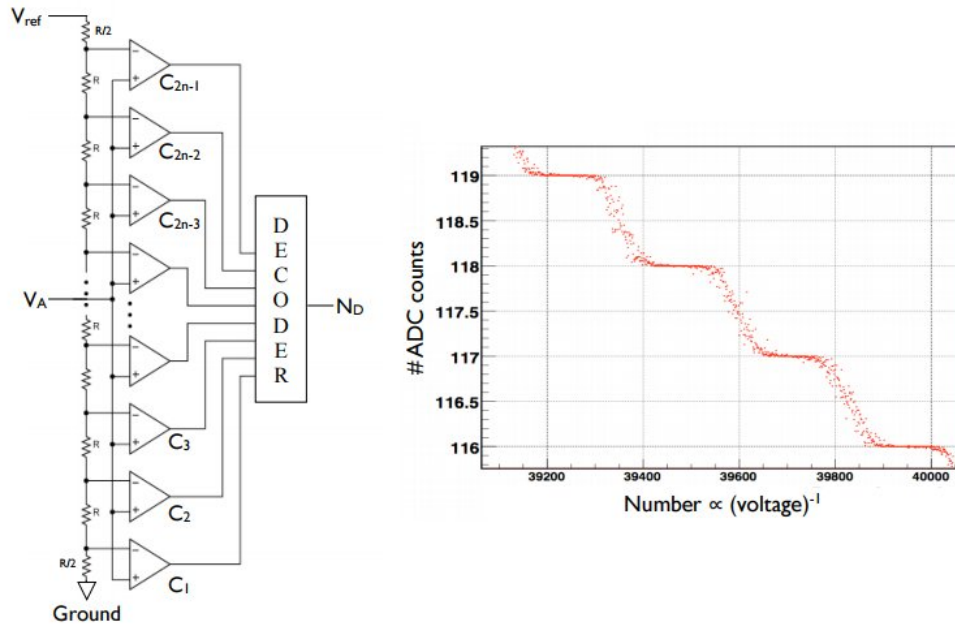 Vref
R/2
R
C2n-1
R
C2n-2
R
C2n-3
R
VA
R
C3
R
C2
R
C1
R/2
Ground
DECODER
ND
119
118.5
118
117.5
117
116.5
116
# ADC counts
39200 39400 39600 39800 40000
Number ∝ (voltage)-1